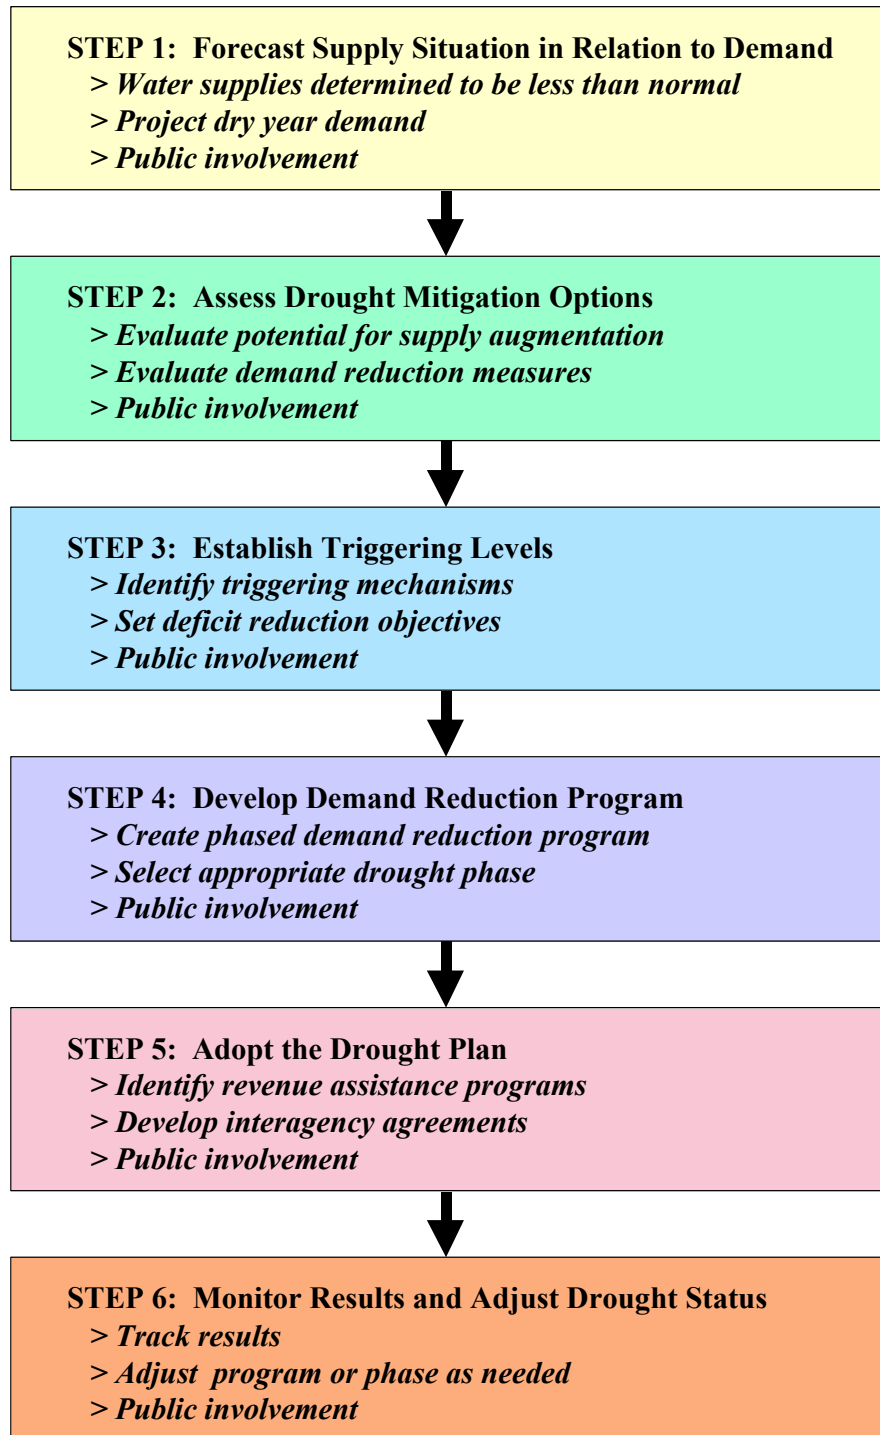 STEP 1: Forecast Supply Situation in Relation to Demand
> Water supplies determined to be less than normal
> Project dry year demand
> Public involvement
STEP 2: Assess Drought Mitigation Options
> Evaluate potential for supply augmentation
> Evaluate demand reduction measures
> Public involvement
STEP 3: Establish Triggering Levels
> Identify triggering mechanisms
> Set deficit reduction objectives
> Public involvement
STEP 4: Develop Demand Reduction Program
> Create phased demand reduction program
> Select appropriate drought phase
> Public involvement
STEP 5: Adopt the Drought Plan
> Identify revenue assistance programs
> Develop interagency agreements
> Public involvement
STEP 6: Monitor Results and Adjust Drought Status
> Track results
> Adjust program or phase as needed
> Public involvement